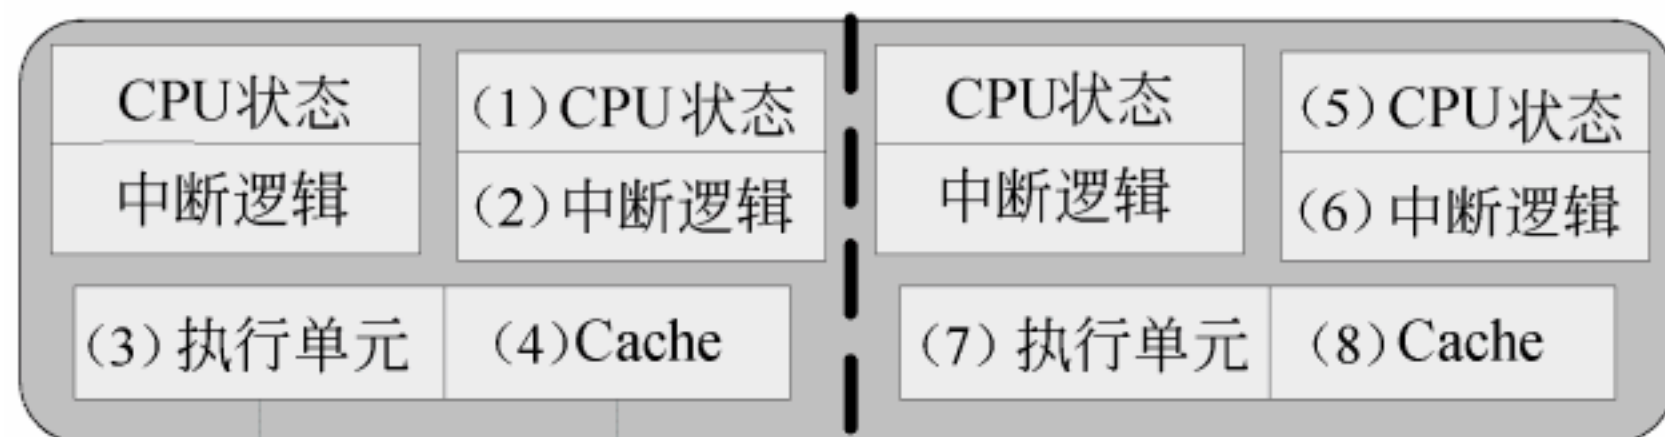 CPU状态
中断逻辑
(1)CPU状态
(2)中断逻辑
(3)执行单元
(4)Cache
CPU状态
中断逻辑
(5)CPU状态
(6)中断逻辑
(7)执行单元
(8)Cache